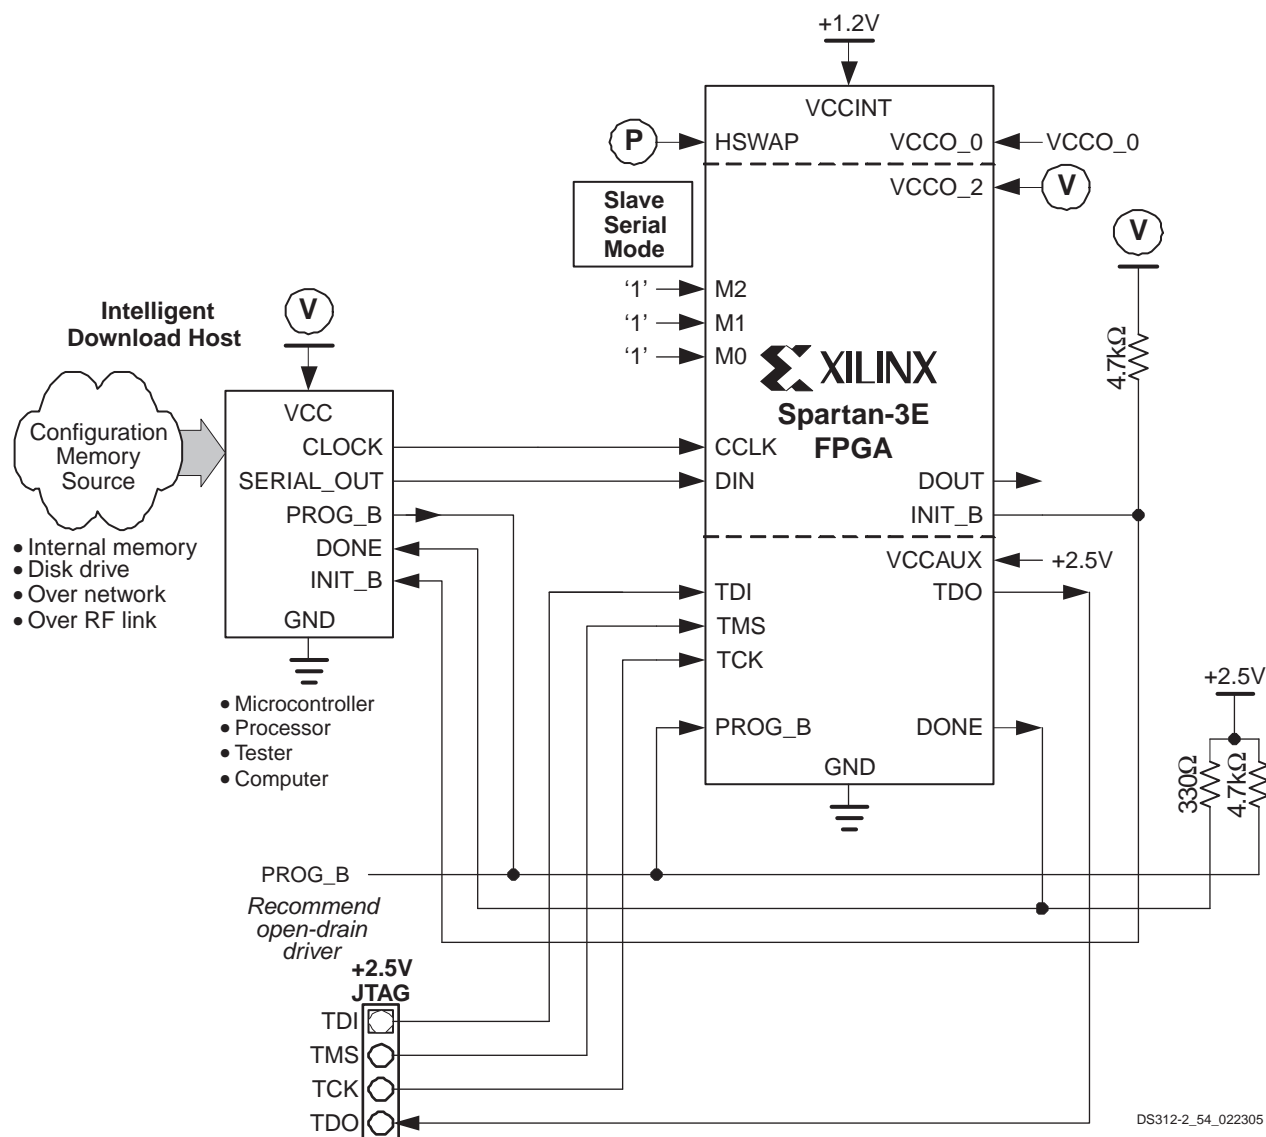 +1.2V
VCCINT
P
HSWAP
VCCO_0
VCCO_0
VCCO_2
V
Slave
Serial
Mode
V
‘1’
M2
‘1’
M1
‘1’
M0
4.7kΩ
XILINX
Spartan-3E
FPGA
Intelligent
Download Host
V
Configuration
Memory
Source
VCC
CLOCK
SERIAL_OUT
PROG_B
DONE
INIT_B
GND
CCLK
DIN
DOUT
INIT_B
• Internal memory
• Disk drive
• Over network
• Over RF link
VCCAUX
+2.5V
TDI
TDO
TMS
TCK
• Microcontroller
• Processor
• Tester
• Computer
PROG_B
DONE
GND
+2.5V
330Ω
4.7kΩ
PROG_B
Recommend
open-drain
driver
+2.5V
JTAG
TDI
TMS
TCK
TDO
DS312-2_54_022305